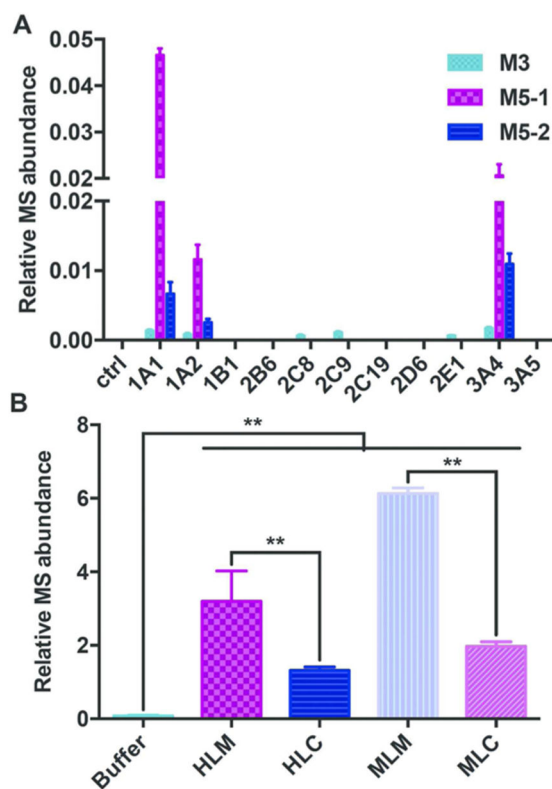 A
Relative MS abundance
0.05
0.04
0.03
0.02
0.02
0.01
0.00
M3
M5-1
M5-2
ctrl 1A1 1A2 1B1 2B6 2C8 2C9 2C19 2D6 2E1 3A4 3A5
B
Relative MS abundance
8
6
4
2
0
**
**
**
Buffer HLM HLC MLM MLC